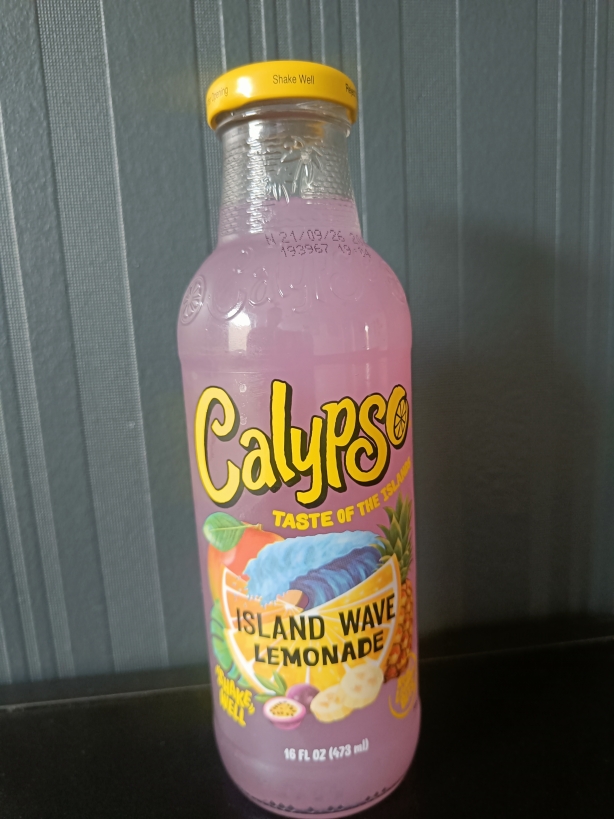 Shake Well
N 21/09/26
193967
Calypso
TASTE OF THE ISLANDS
ISLAND WAVE
LEMONADE
SHAKE
WELL
16 FL OZ (473 ml)